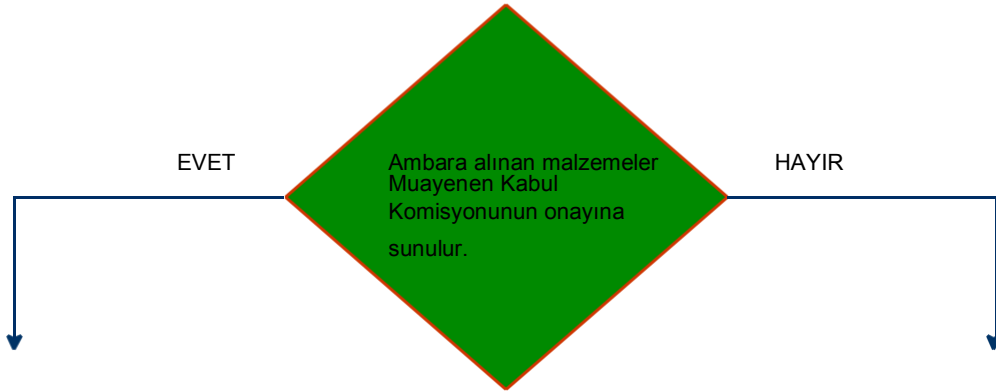 EVET
Ambara alınan malzemeler
Muayenen Kabul
Komisyonunun onayına
sunulur.
HAYIR